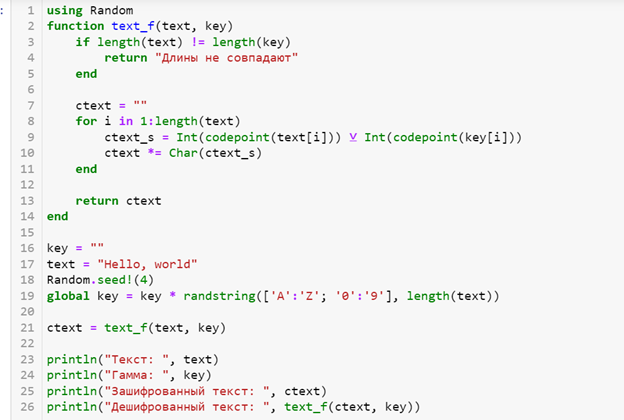 1 using Random
2 function text_f(text, key)
3     if length(text) != length(key)
4         return "Длины не совпадают"
5     end
6
7     ctext = ""
8     for i in 1:length(text)
9         ctext_s = Int(codepoint(text[i])) ⊻ Int(codepoint(key[i]))
10         ctext *= Char(ctext_s)
11     end
12
13     return ctext
14 end
15
16 key = ""
17 text = "Hello, world"
18 Random.seed!(4)
19 global key = key * randstring(['A':'Z'; '0':'9'], length(text))
20
21 ctext = text_f(text, key)
22
23 println("Текст: ", text)
24 println("Гамма: ", key)
25 println("Зашифрованный текст: ", ctext)
26 println("Дешифрованный текст: ", text_f(ctext, key))